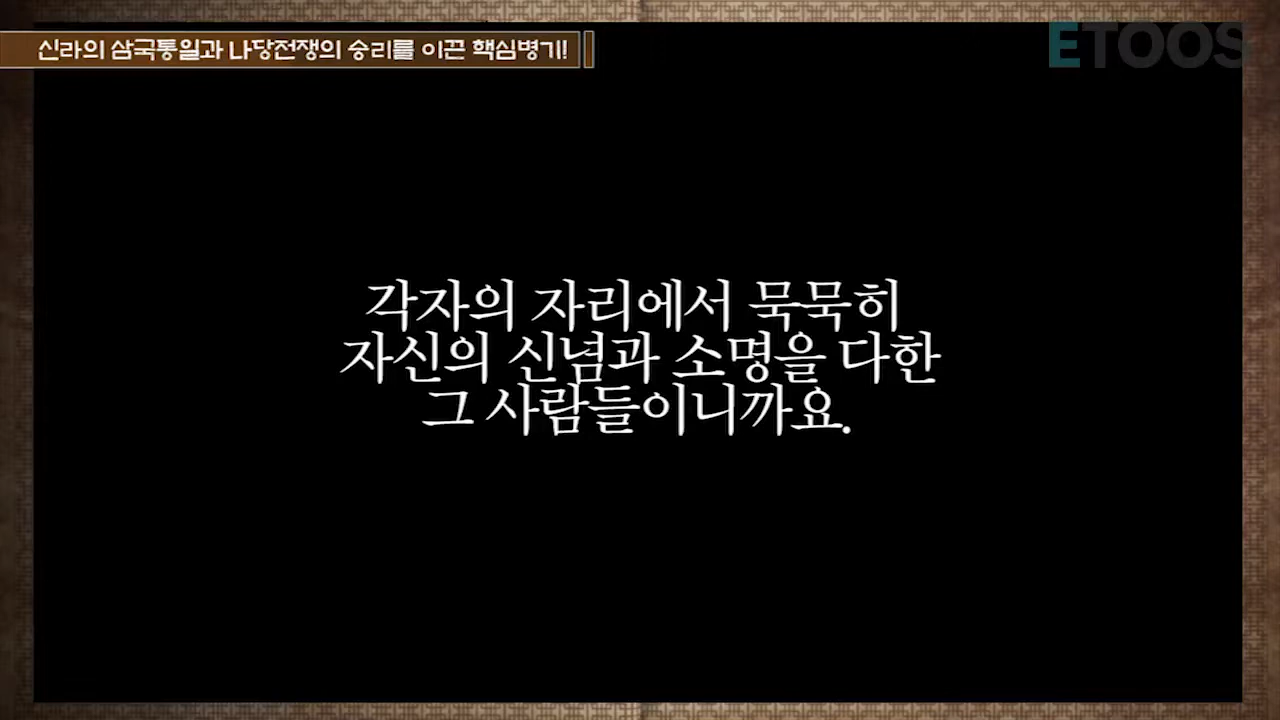 신라의 삼국통일과 나당전쟁의 승리를 이끈 핵심병기!
ETOOS
각자의 자리에서 묵묵히
자신의 신념과 소명을 다한
그 사람들이니까요.